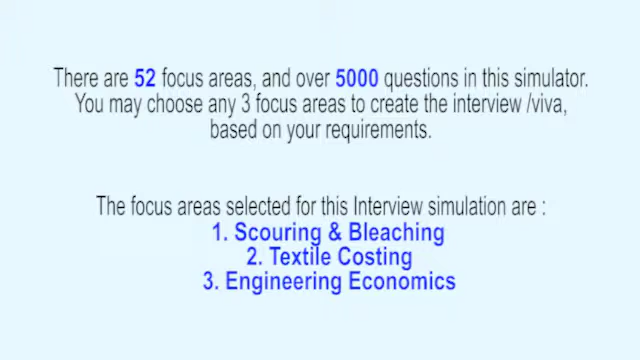 There are 52 focus areas, and over 5000 questions in this simulator.
You may choose any 3 focus areas to create the interview /viva,
based on your requirements.
The focus areas selected for this Interview simulation are :
1. Scouring & Bleaching
2. Textile Costing
3. Engineering Economics